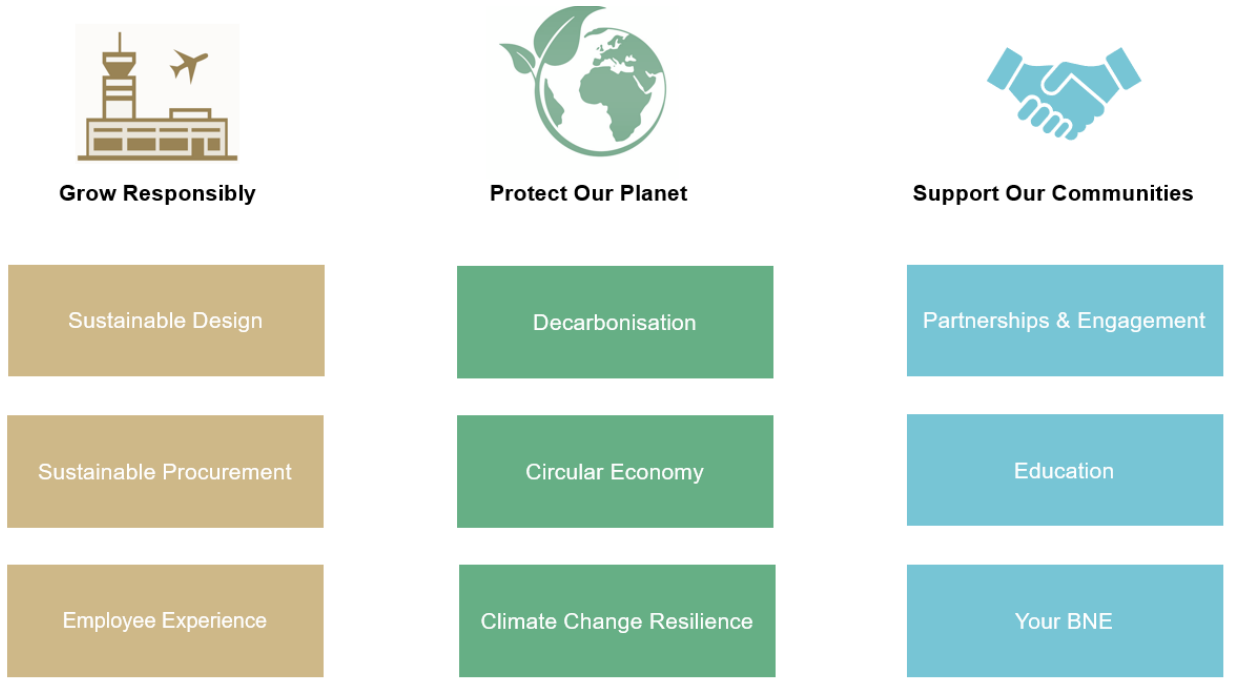 Grow Responsibly
Protect Our Planet
Support Our Communities
Sustainable Design
Decarbonisation
Partnerships & Engagement
Sustainable Procurement
Circular Economy
Education
Employee Experience
Climate Change Resilience
Your BNE